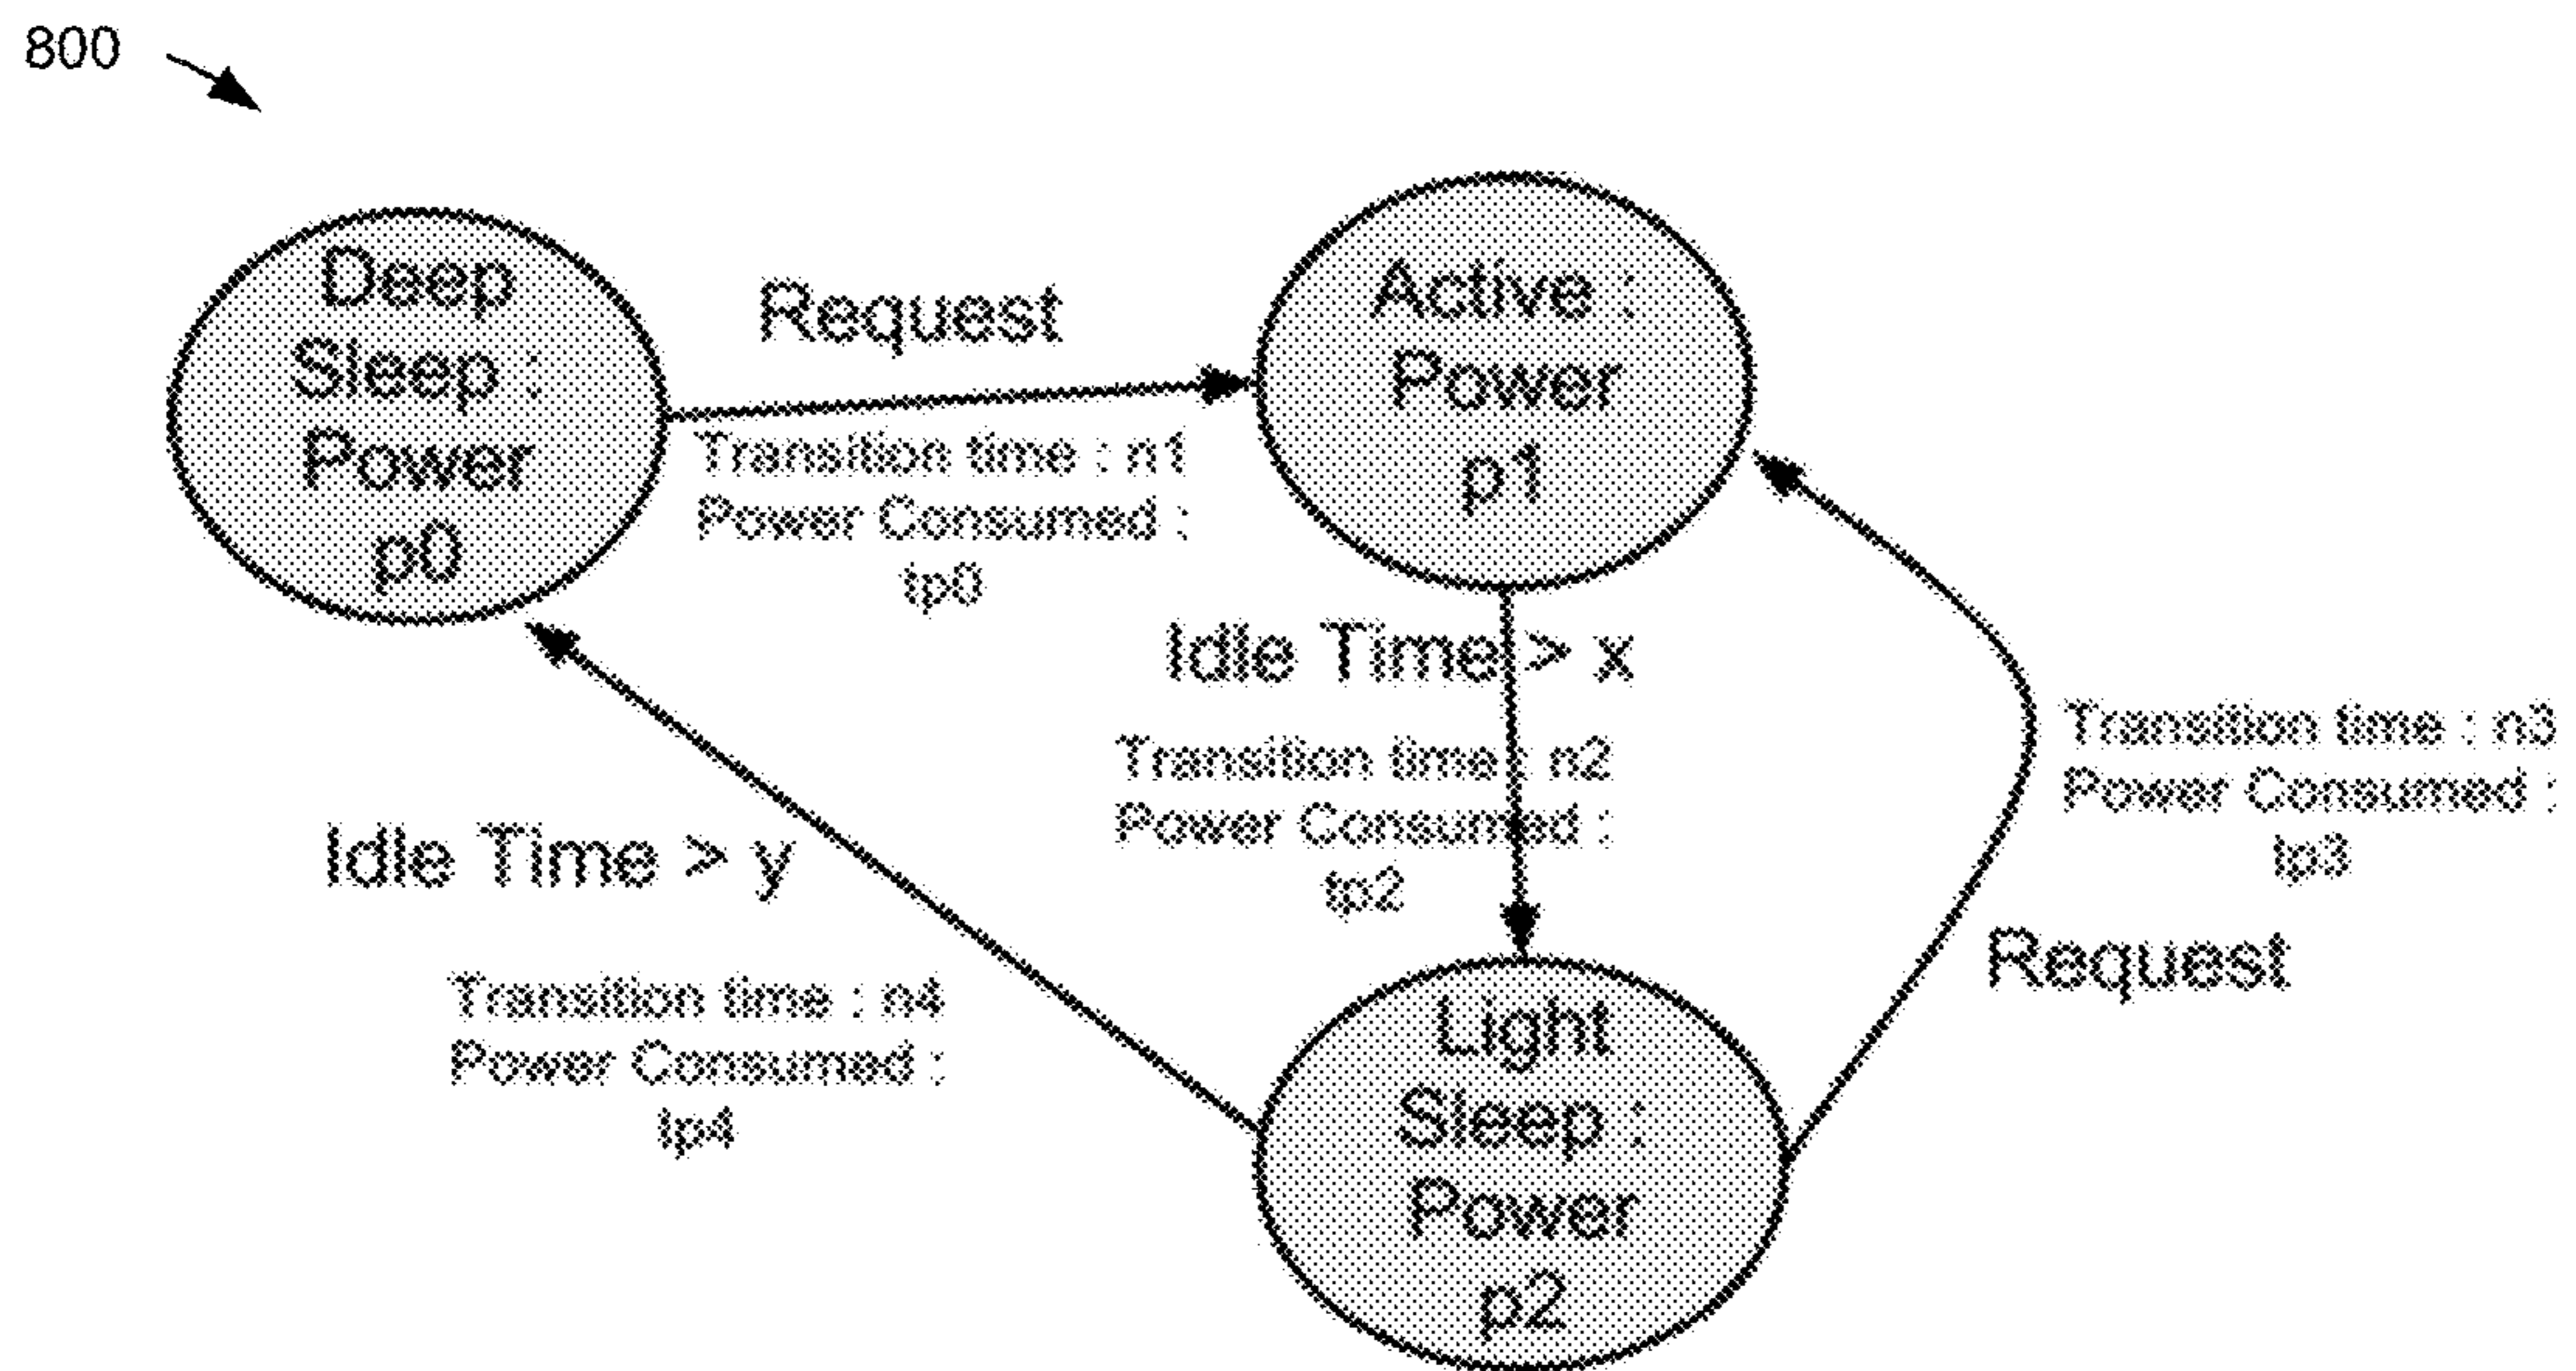 800
Deep
Sleep :
Power
p0
Request
Transition time : n1
Power Consumed :
tp0
Active :
Power
p1
Idle Time > x
Transition time : n2
Power Consumed :
tp2
Transition time : n3
Power Consumed :
tp3
Request
Idle Time > y
Transition time : n4
Power Consumed :
tp4
Light
Sleep :
Power
p2